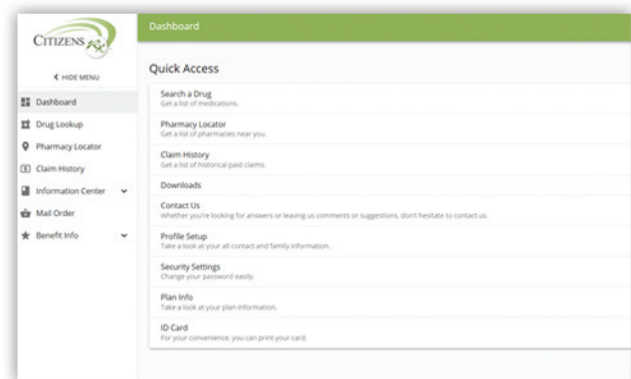 CITIZENS Rx
HIDE MENU
Dashboard
Drug Lookup
Pharmacy Locator
Claim History
Information Center
Mail Order
Benefit Info
Dashboard
Quick Access
Search a Drug
Get a list of medications.
Pharmacy Locator
Get a list of pharmacies near you.
Claim History
Get a list of historical paid claims.
Downloads
Contact Us
Whether you're looking for answers or leaving us comments or suggestions, don't hesitate to contact us.
Profile Setup
Take a look at your all contact and family information.
Security Settings
Change your password easily.
Plan Info
Take a look at your plan information.
ID Card
For your convenience, you can print your card.